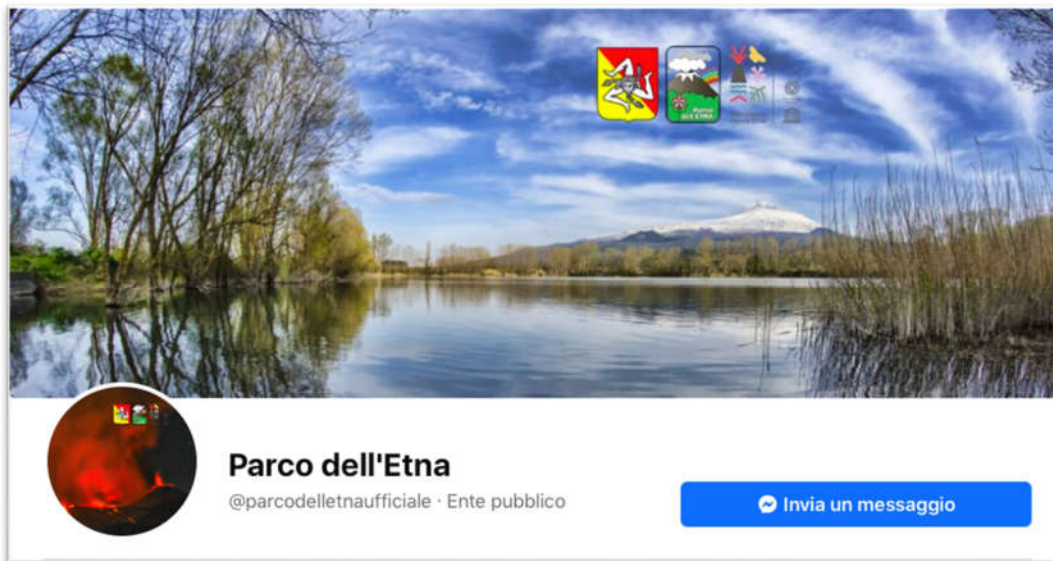 Parco dell'Etna
@parcodelletnaufficiale · Ente pubblico
Invia un messaggio